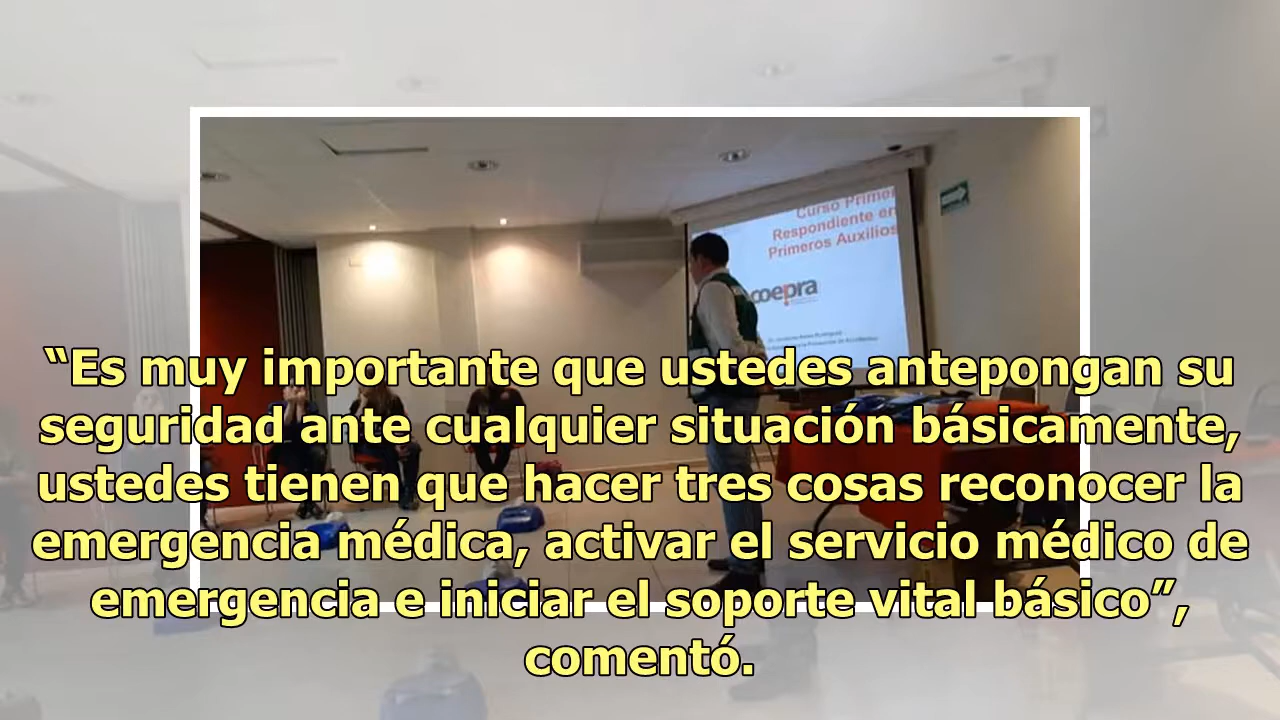 Curso Primer
Respondiente en
Primeros Auxilios
coepra
“Es muy importante que ustedes antepongan su
seguridad ante cualquier situación básicamente,
ustedes tienen que hacer tres cosas reconocer la
emergencia médica, activar el servicio médico de
emergencia e iniciar el soporte vital básico”,
comentó.